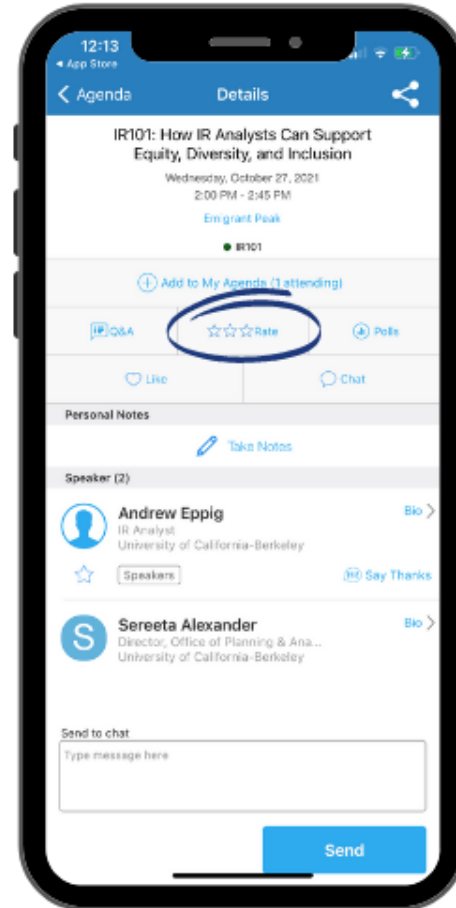 12:13
◄ App Store
Agenda
Details
IR101: How IR Analysts Can Support
Equity, Diversity, and Inclusion
Wednesday, October 27, 2021
2:00 PM - 2:45 PM
Emigrant Peak
IR101
Add to My Agenda (1 attending)
Q&A
Rate
Polls
Like
Chat
Personal Notes
Take Notes
Speaker (2)
Andrew Eppig
Bio
IR Analyst
University of California-Berkeley
Speakers
Say Thanks
S
Sereeta Alexander
Bio
Director, Office of Planning & Ana...
University of California-Berkeley
Send to chat
Type message here
Send